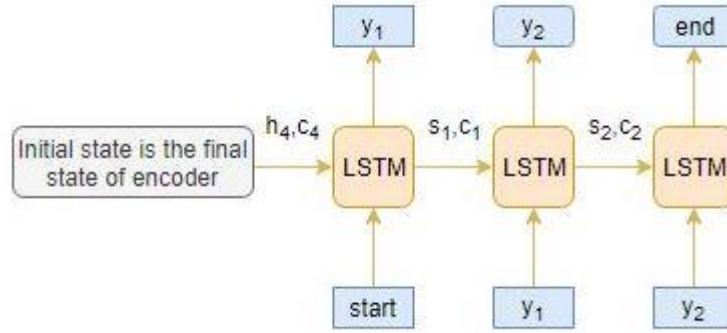 y₁
y₂
end
h₄,c₄
s₁,c₁
s₂,c₂
Initial state is the final
state of encoder
LSTM
LSTM
LSTM
start
y₁
y₂